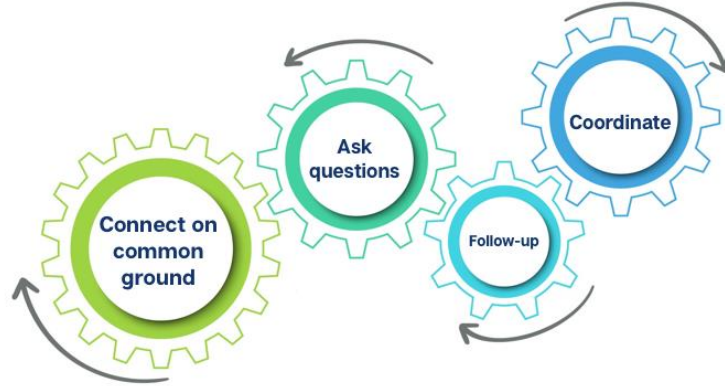 Connect on
common
ground
Ask
questions
Follow-up
Coordinate